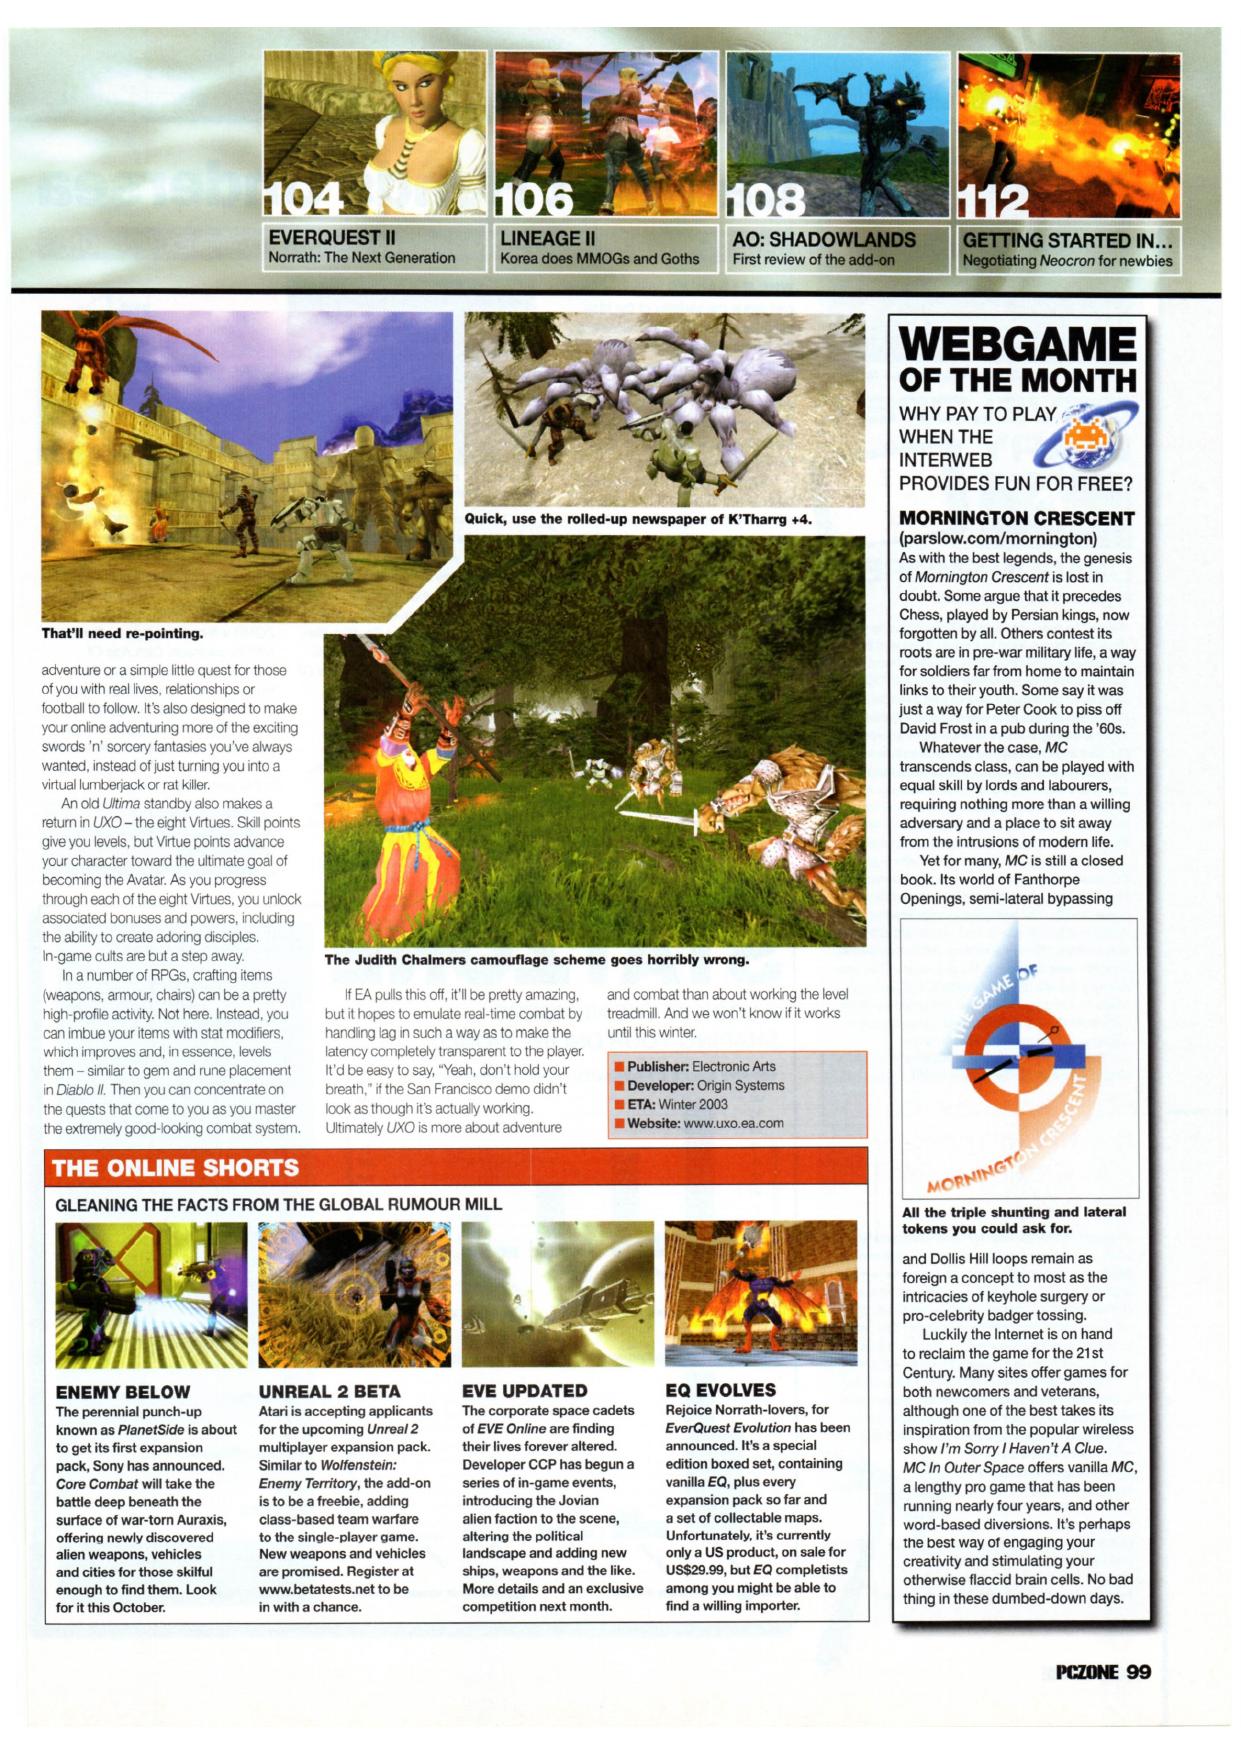 104
EVERQUEST II
Norrath: The Next Generation
106
LINEAGE II
Korea does MMOGs and Goths
108
AO: SHADOWLANDS
First review of the add-on
112
GETTING STARTED IN...
Negotiating Neocron for newbies
That'll need re-pointing.
Quick, use the rolled-up newspaper of K'Tharrg +4.
The Judith Chalmers camouflage scheme goes horribly wrong.
adventure or a simple little quest for those
of you with real lives, relationships or
football to follow. It's also designed to make
your online adventuring more of the exciting
swords 'n' sorcery fantasies you've always
wanted, instead of just turning you into a
virtual lumberjack or rat killer.
An old Ultima standby also makes a
return in UXO – the eight Virtues. Skill points
give you levels, but Virtue points advance
your character toward the ultimate goal of
becoming the Avatar. As you progress
through each of the eight Virtues, you unlock
associated bonuses and powers, including
the ability to create adoring disciples.
In-game cults are but a step away.
In a number of RPGs, crafting items
(weapons, armour, chairs) can be a pretty
high-profile activity. Not here. Instead, you
can imbue your items with stat modifiers,
which improves and, in essence, levels
them – similar to gem and rune placement
in Diablo II. Then you can concentrate on
the quests that come to you as you master
the extremely good-looking combat system.
If EA pulls this off, it'll be pretty amazing,
but it hopes to emulate real-time combat by
handling lag in such a way as to make the
latency completely transparent to the player.
It'd be easy to say, "Yeah, don't hold your
breath," if the San Francisco demo didn't
look as though it's actually working.
Ultimately UXO is more about adventure
and combat than about working the level
treadmill. And we won't know if it works
until this winter.
Publisher: Electronic Arts
Developer: Origin Systems
ETA: Winter 2003
Website: www.uxo.ea.com
THE ONLINE SHORTS
GLEANING THE FACTS FROM THE GLOBAL RUMOUR MILL
ENEMY BELOW
The perennial punch-up
known as PlanetSide is about
to get its first expansion
pack, Sony has announced.
Core Combat will take the
battle deep beneath the
surface of war-torn Auraxis,
offering newly discovered
alien weapons, vehicles
and cities for those skilful
enough to find them. Look
for it this October.
UNREAL 2 BETA
Atari is accepting applicants
for the upcoming Unreal 2
multiplayer expansion pack.
Similar to Wolfenstein:
Enemy Territory, the add-on
is to be a freebie, adding
class-based team warfare
to the single-player game.
New weapons and vehicles
are promised. Register at
www.betatests.net to be
in with a chance.
EVE UPDATED
The corporate space cadets
of EVE Online are finding
their lives forever altered.
Developer CCP has begun a
series of in-game events,
introducing the Jovian
alien faction to the scene,
altering the political
landscape and adding new
ships, weapons and the like.
More details and an exclusive
competition next month.
EQ EVOLVES
Rejoice Norrath-lovers, for
EverQuest Evolution has been
announced. It's a special
edition boxed set, containing
vanilla EQ, plus every
expansion pack so far and
a set of collectable maps.
Unfortunately, it's currently
only a US product, on sale for
US$29.99, but EQ completists
among you might be able to
find a willing importer.
WEBGAME
OF THE MONTH
WHY PAY TO PLAY
WHEN THE
INTERWEB
PROVIDES FUN FOR FREE?
MORNINGTON CRESCENT
(parslow.com/mornington)
As with the best legends, the genesis
of Mornington Crescent is lost in
doubt. Some argue that it precedes
Chess, played by Persian kings, now
forgotten by all. Others contest its
roots are in pre-war military life, a way
for soldiers far from home to maintain
links to their youth. Some say it was
just a way for Peter Cook to piss off
David Frost in a pub during the '60s.
Whatever the case, MC
transcends class, can be played with
equal skill by lords and labourers,
requiring nothing more than a willing
adversary and a place to sit away
from the intrusions of modern life.
Yet for many, MC is still a closed
book. Its world of Fanthorpe
Openings, semi-lateral bypassing
THE GAME OF
MORNINGTON CRESCENT
All the triple shunting and lateral
tokens you could ask for.
and Dollis Hill loops remain as
foreign a concept to most as the
intricacies of keyhole surgery or
pro-celebrity badger tossing.
Luckily the Internet is on hand
to reclaim the game for the 21st
Century. Many sites offer games for
both newcomers and veterans,
although one of the best takes its
inspiration from the popular wireless
show I'm Sorry I Haven't A Clue.
MC In Outer Space offers vanilla MC,
a lengthy pro game that has been
running nearly four years, and other
word-based diversions. It's perhaps
the best way of engaging your
creativity and stimulating your
otherwise flaccid brain cells. No bad
thing in these dumbed-down days.
PCZONE 99